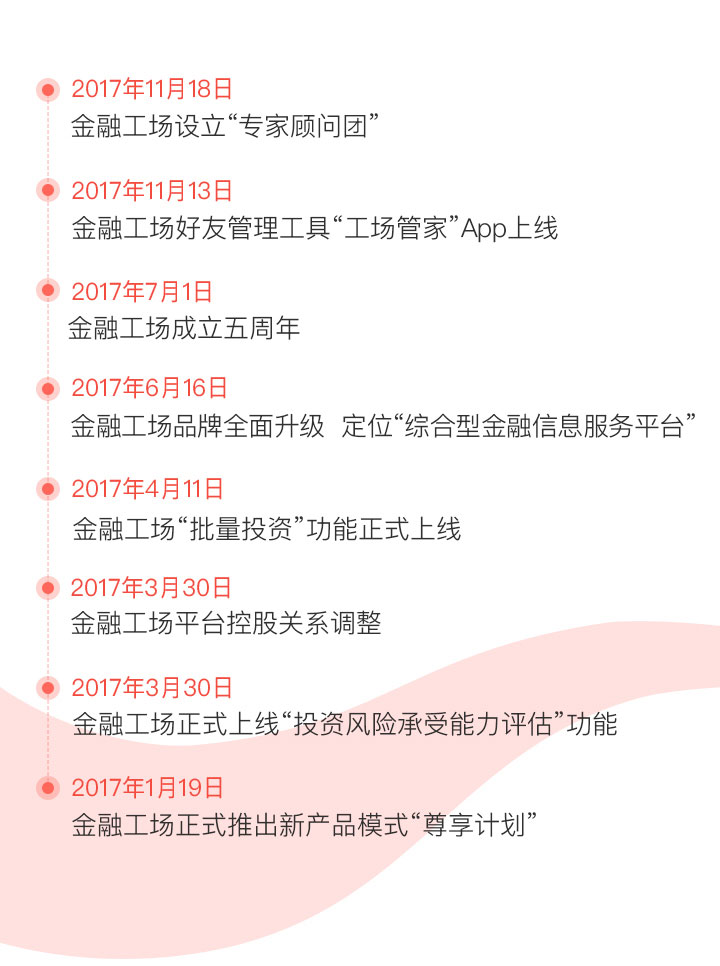 2017年11月18日
金融工场设立“专家顾问团”
2017年11月13日
金融工场好友管理工具“工场管家”App上线
2017年7月1日
金融工场成立五周年
2017年6月16日
金融工场品牌全面升级 定位“综合型金融信息服务平台”
2017年4月11日
金融工场“批量投资”功能正式上线
2017年3月30日
金融工场平台控股关系调整
2017年3月30日
金融工场正式上线“投资风险承受能力评估”功能
2017年1月19日
金融工场正式推出新产品模式“尊享计划”